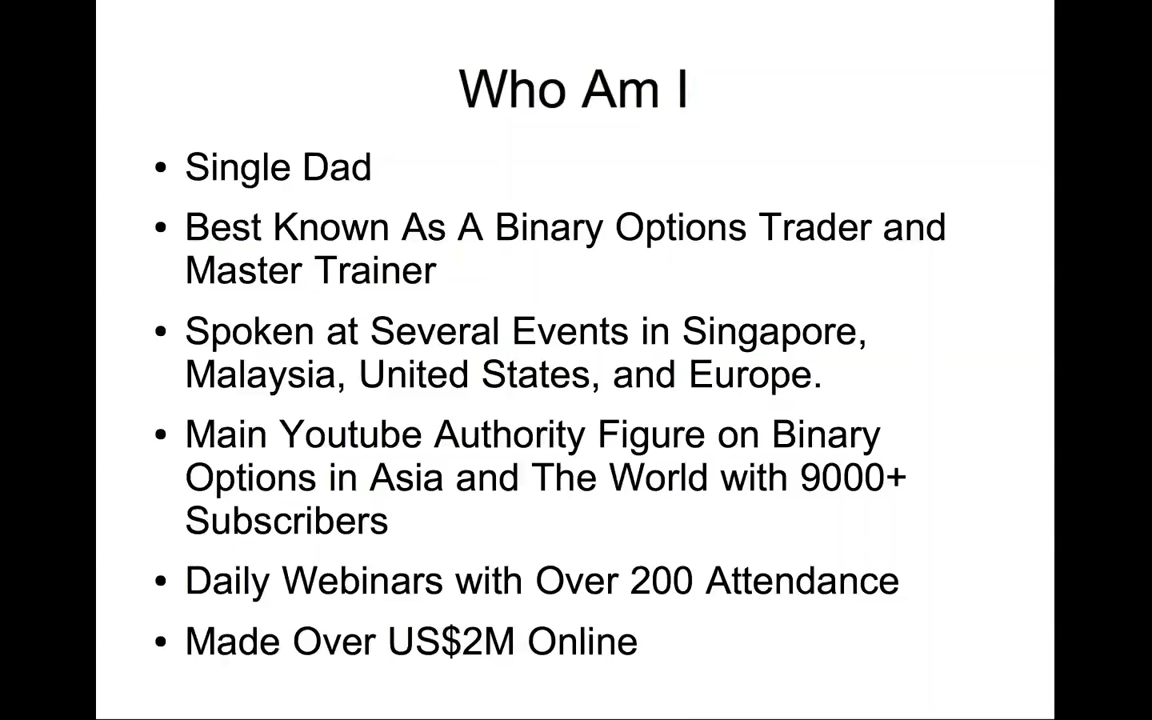 Who Am I
• Single Dad
• Best Known As A Binary Options Trader and
Master Trainer
• Spoken at Several Events in Singapore,
Malaysia, United States, and Europe.
• Main Youtube Authority Figure on Binary
Options in Asia and The World with 9000+
Subscribers
• Daily Webinars with Over 200 Attendance
• Made Over US$2M Online